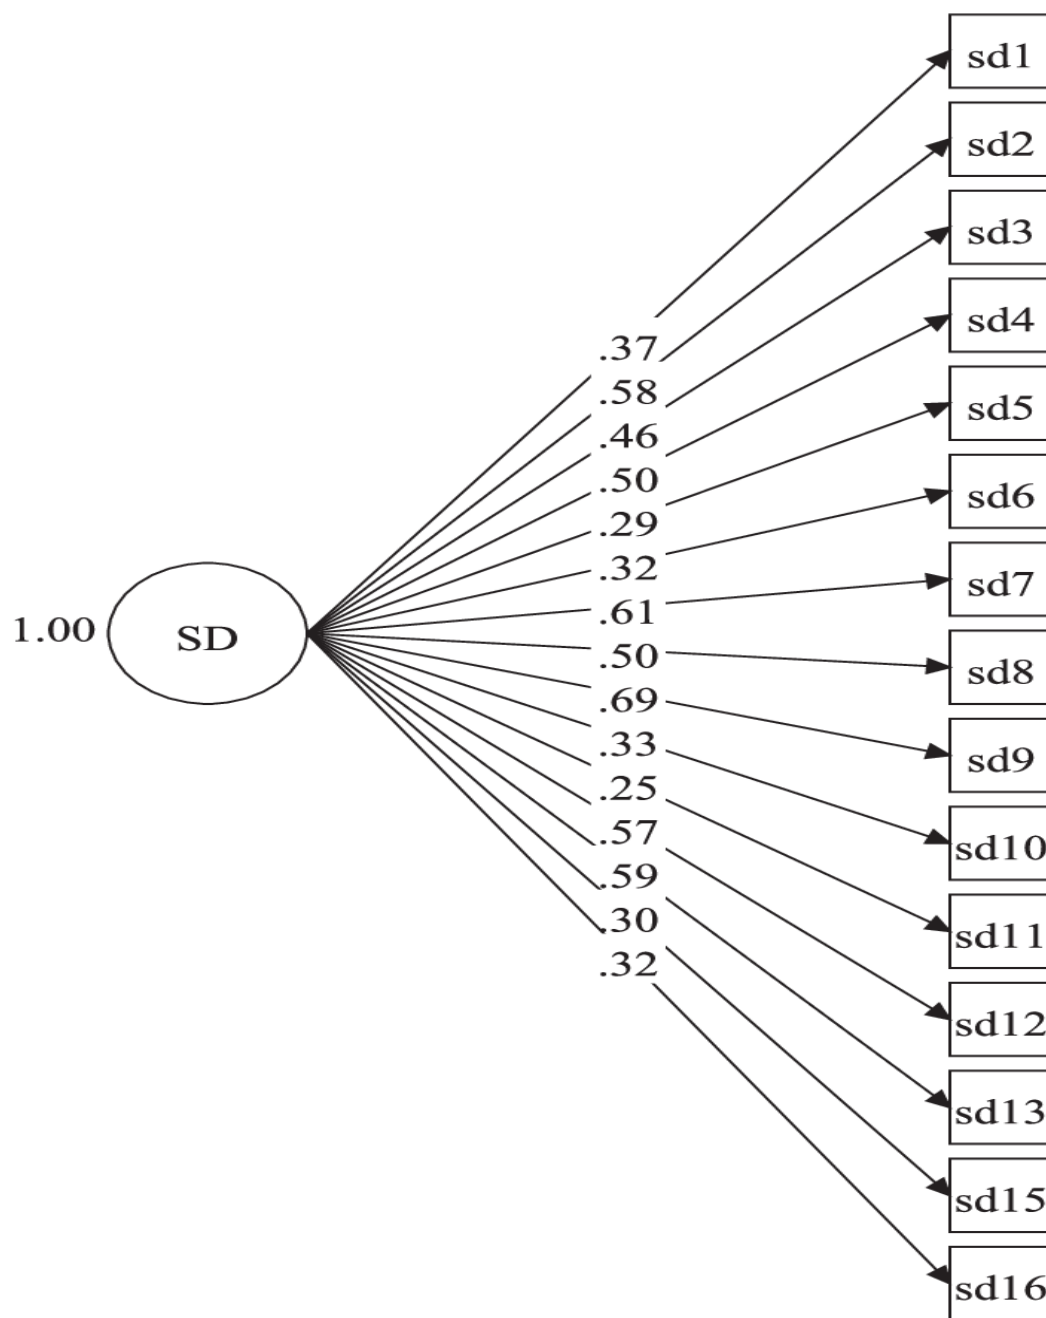 sd1
sd2
sd3
sd4
sd5
sd6
sd7
sd8
sd9
sd10
sd11
sd12
sd13
sd15
sd16
.37
.58
.46
.50
.29
.32
.61
.50
.69
.33
.25
.57
.59
.30
.32
1.00
SD